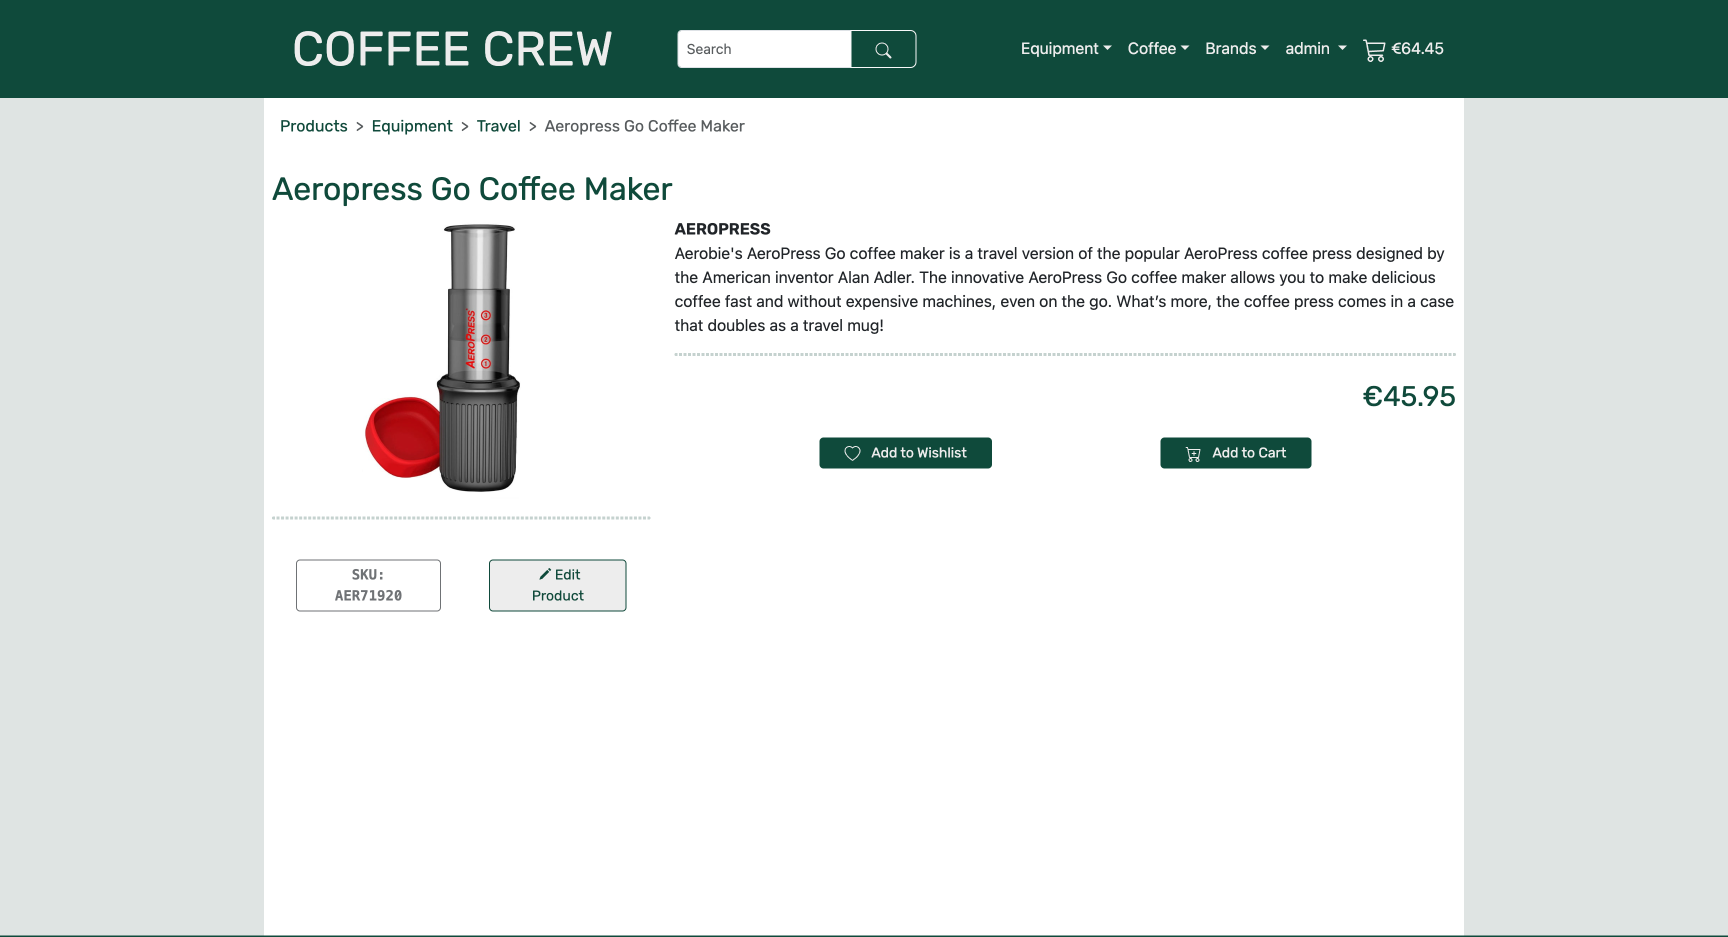 COFFEE CREW
Search
Equipment
Coffee
Brands
admin
€64.45
Products > Equipment > Travel > Aeropress Go Coffee Maker
Aeropress Go Coffee Maker
AEROPRESS
Aerobie's AeroPress Go coffee maker is a travel version of the popular AeroPress coffee press designed by
the American inventor Alan Adler. The innovative AeroPress Go coffee maker allows you to make delicious
coffee fast and without expensive machines, even on the go. What’s more, the coffee press comes in a case
that doubles as a travel mug!
AEROPRESS
3
2
1
€45.95
Add to Wishlist
Add to Cart
SKU:
AER71920
Edit
Product